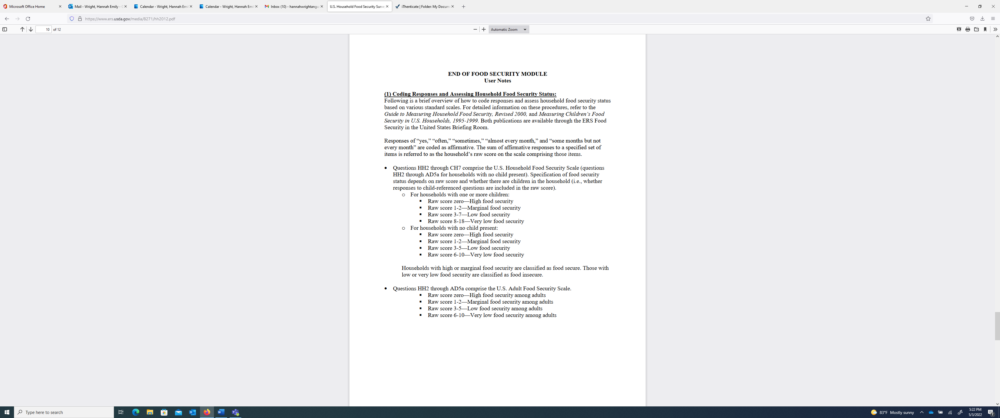 Microsoft Office Home
Mail - Wright, Hannah Emily - O
Calendar - Wright, Hannah Emil
Calendar - Wright, Hannah Emil
Inbox (10) - hannahwrightangu
U.S. Household Food Security Surve
iThenticate | Folder: My Docum
https://www.ers.usda.gov/media/8271/hh2012.pdf
10 of 12
Automatic Zoom
END OF FOOD SECURITY MODULE
User Notes
(1) Coding Responses and Assessing Household Food Security Status:
Following is a brief overview of how to code responses and assess household food security status
based on various standard scales. For detailed information on these procedures, refer to the
Guide to Measuring Household Food Security, Revised 2000, and Measuring Children’s Food
Security in U.S. Households, 1995-1999. Both publications are available through the ERS Food
Security in the United States Briefing Room.
Responses of “yes,” “often,” “sometimes,” “almost every month,” and “some months but not
every month” are coded as affirmative. The sum of affirmative responses to a specified set of
items is referred to as the household’s raw score on the scale comprising those items.
• Questions HH2 through CH7 comprise the U.S. Household Food Security Scale (questions
HH2 through AD5a for households with no child present). Specification of food security
status depends on raw score and whether there are children in the household (i.e., whether
responses to child-referenced questions are included in the raw score).
o For households with one or more children:
▪ Raw score zero—High food security
▪ Raw score 1-2—Marginal food security
▪ Raw score 3-7—Low food security
▪ Raw score 8-18—Very low food security
o For households with no child present:
▪ Raw score zero—High food security
▪ Raw score 1-2—Marginal food security
▪ Raw score 3-5—Low food security
▪ Raw score 6-10—Very low food security
Households with high or marginal food security are classified as food secure. Those with
low or very low food security are classified as food insecure.
• Questions HH2 through AD5a comprise the U.S. Adult Food Security Scale.
▪ Raw score zero—High food security among adults
▪ Raw score 1-2—Marginal food security among adults
▪ Raw score 3-5—Low food security among adults
▪ Raw score 6-10—Very low food security among adults
Type here to search
83°F Mostly sunny
5:22 PM
5/3/2022
2